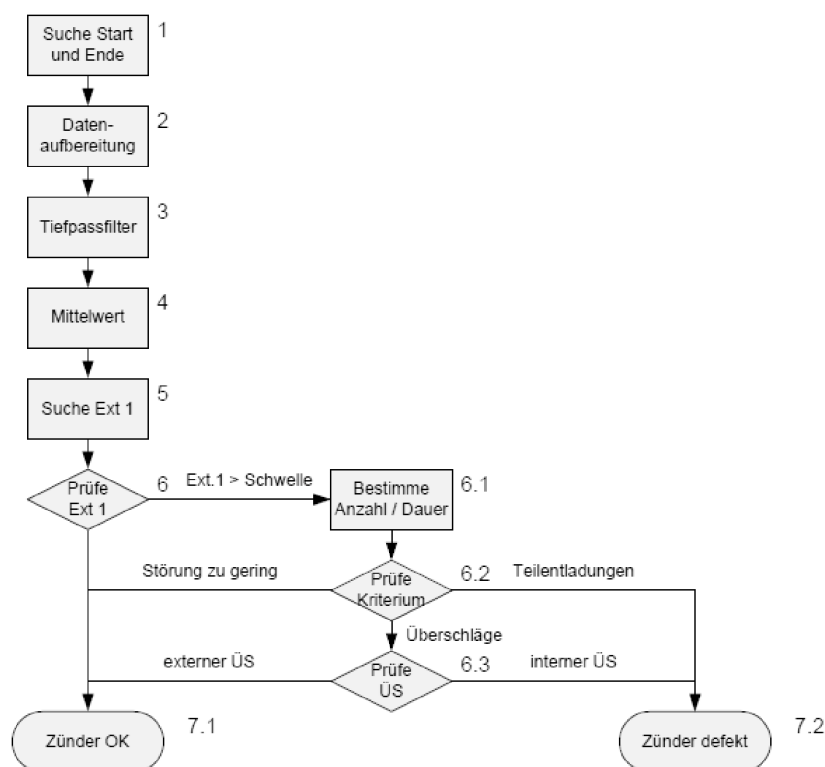 Suche Start
und Ende
1
Daten-
aufbereitung
2
Tiefpassfilter
3
Mittelwert
4
Suche Ext 1
5
Prüfe
Ext 1
6
Ext.1 > Schwelle
Bestimme
Anzahl / Dauer
6.1
Störung zu gering
Prüfe
Kriterium
6.2
Teilentladungen
Überschläge
externer ÜS
Prüfe
ÜS
6.3
interner ÜS
Zünder OK
7.1
Zünder defekt
7.2